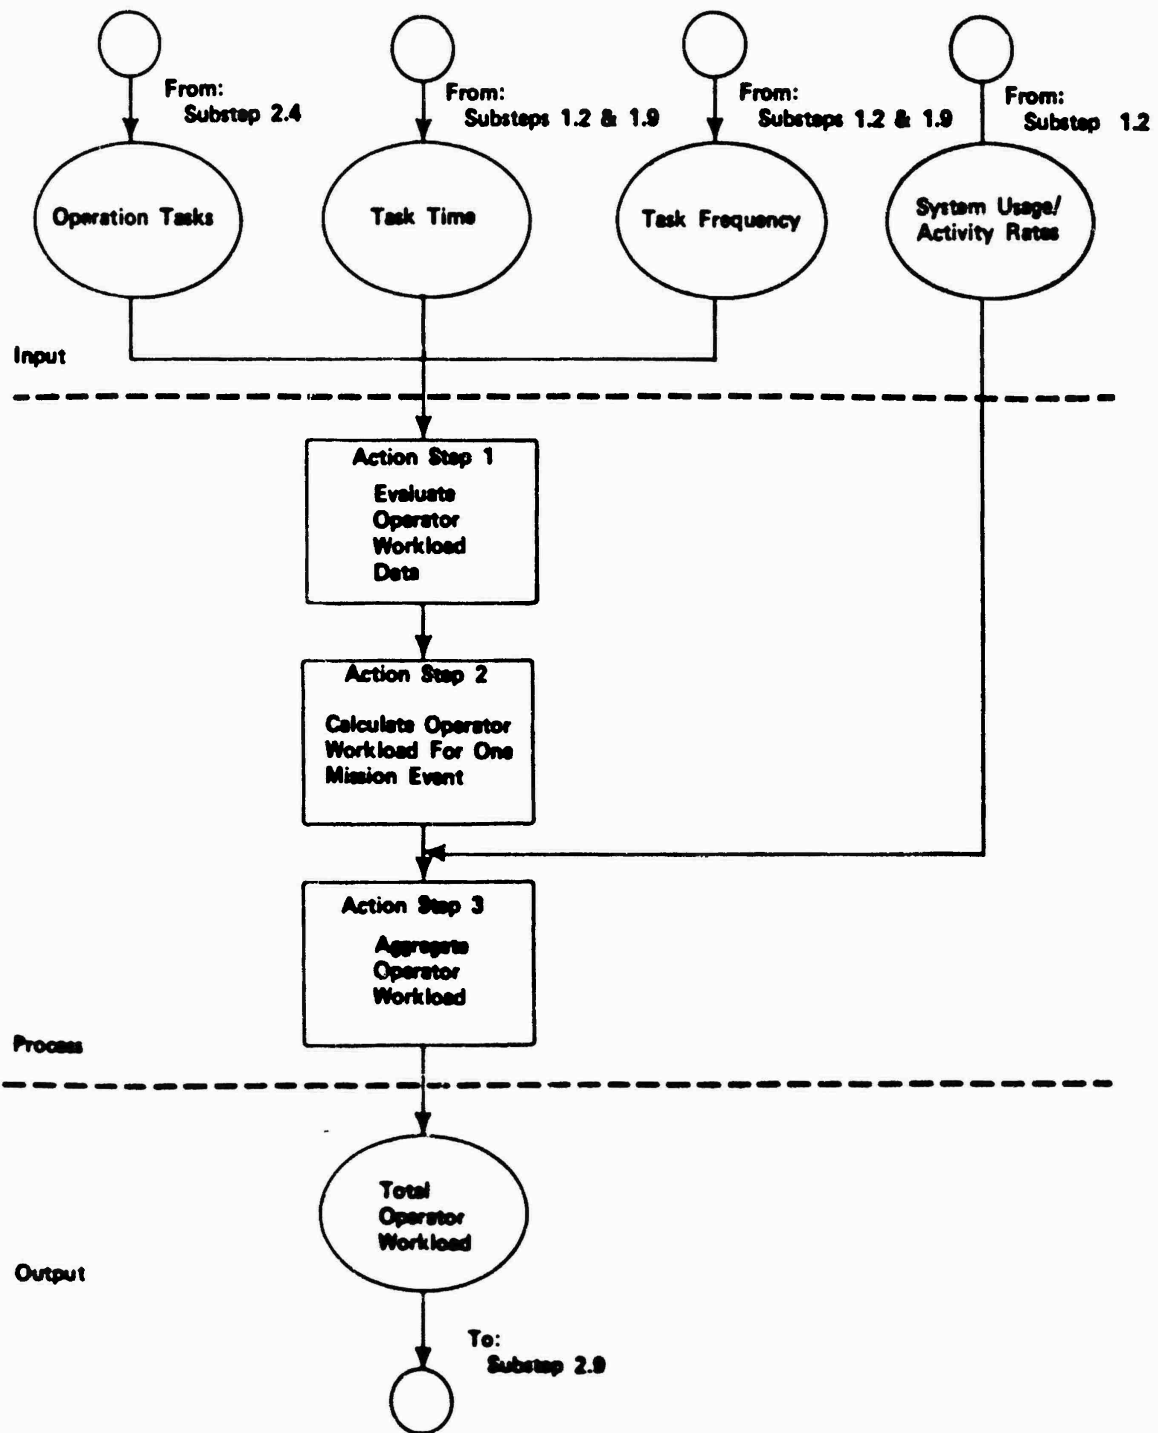 From:
Substep 2.4
From:
Substeps 1.2 & 1.9
From:
Substeps 1.2 & 1.9
From:
Substep 1.2
Operation Tasks
Task Time
Task Frequency
System Usage/
Activity Rates
Input
Action Step 1
Evaluate
Operator
Workload
Data
Action Step 2
Calculate Operator
Workload For One
Mission Event
Action Step 3
Aggregate
Operator
Workload
Process
Total
Operator
Workload
Output
To:
Substep 2.9